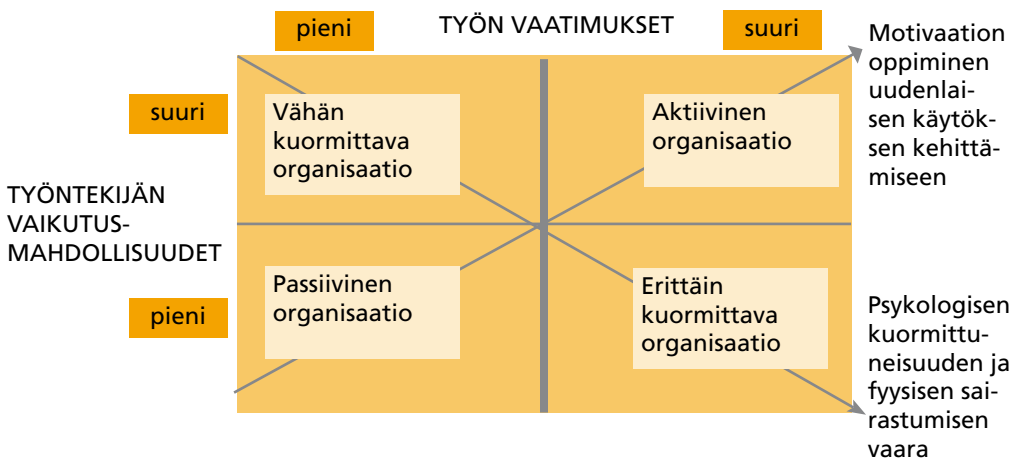 pieni
TYÖN VAATIMUKSET
suuri
Motivaation
oppiminen
uudenlai-
sen käytök-
sen kehittä-
miseen
suuri
Vähän
kuormittava
organisaatio
Aktiivinen
organisaatio
TYÖNTEKIJÄN
VAIKUTUS-
MAHDOLLISUUDET
pieni
Passiivinen
organisaatio
Erittäin
kuormittava
organisaatio
Psykologisen
kuormittu-
neisuuden ja
fyysisen sai-
rastumisen
vaara